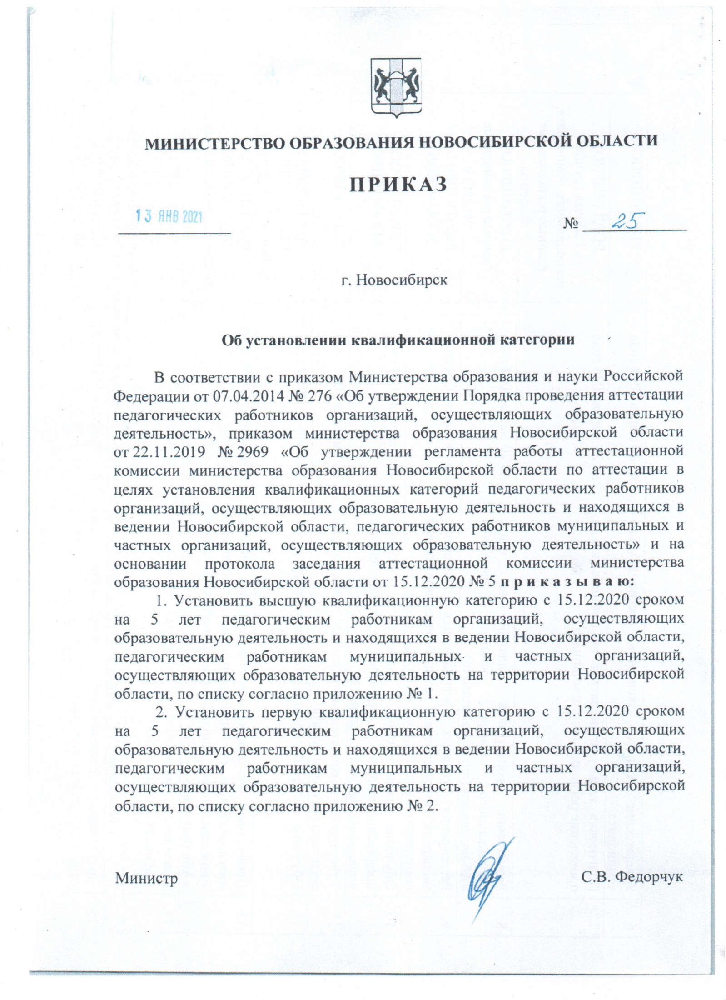 МИНИСТЕРСТВО ОБРАЗОВАНИЯ НОВОСИБИРСКОЙ ОБЛАСТИ
ПРИКАЗ
13 ЯНВ 2021
№ 25
г. Новосибирск
Об установлении квалификационной категории
В соответствии с приказом Министерства образования и науки Российской
Федерации от 07.04.2014 № 276 «Об утверждении Порядка проведения аттестации
педагогических работников организаций, осуществляющих образовательную
деятельность», приказом министерства образования Новосибирской области
от 22.11.2019 № 2969 «Об утверждении регламента работы аттестационной
комиссии министерства образования Новосибирской области по аттестации в
целях установления квалификационных категорий педагогических работников
организаций, осуществляющих образовательную деятельность и находящихся в
ведении Новосибирской области, педагогических работников муниципальных и
частных организаций, осуществляющих образовательную деятельность» и на
основании протокола заседания аттестационной комиссии министерства
образования Новосибирской области от 15.12.2020 № 5 п р и к а з ы в а ю:
1. Установить высшую квалификационную категорию с 15.12.2020 сроком
на 5 лет педагогическим работникам организаций, осуществляющих
образовательную деятельность и находящихся в ведении Новосибирской области,
педагогическим работникам муниципальных и частных организаций,
осуществляющих образовательную деятельность на территории Новосибирской
области, по списку согласно приложению № 1.
2. Установить первую квалификационную категорию с 15.12.2020 сроком
на 5 лет педагогическим работникам организаций, осуществляющих
образовательную деятельность и находящихся в ведении Новосибирской области,
педагогическим работникам муниципальных и частных организаций,
осуществляющих образовательную деятельность на территории Новосибирской
области, по списку согласно приложению № 2.
Министр
С.В. Федорчук